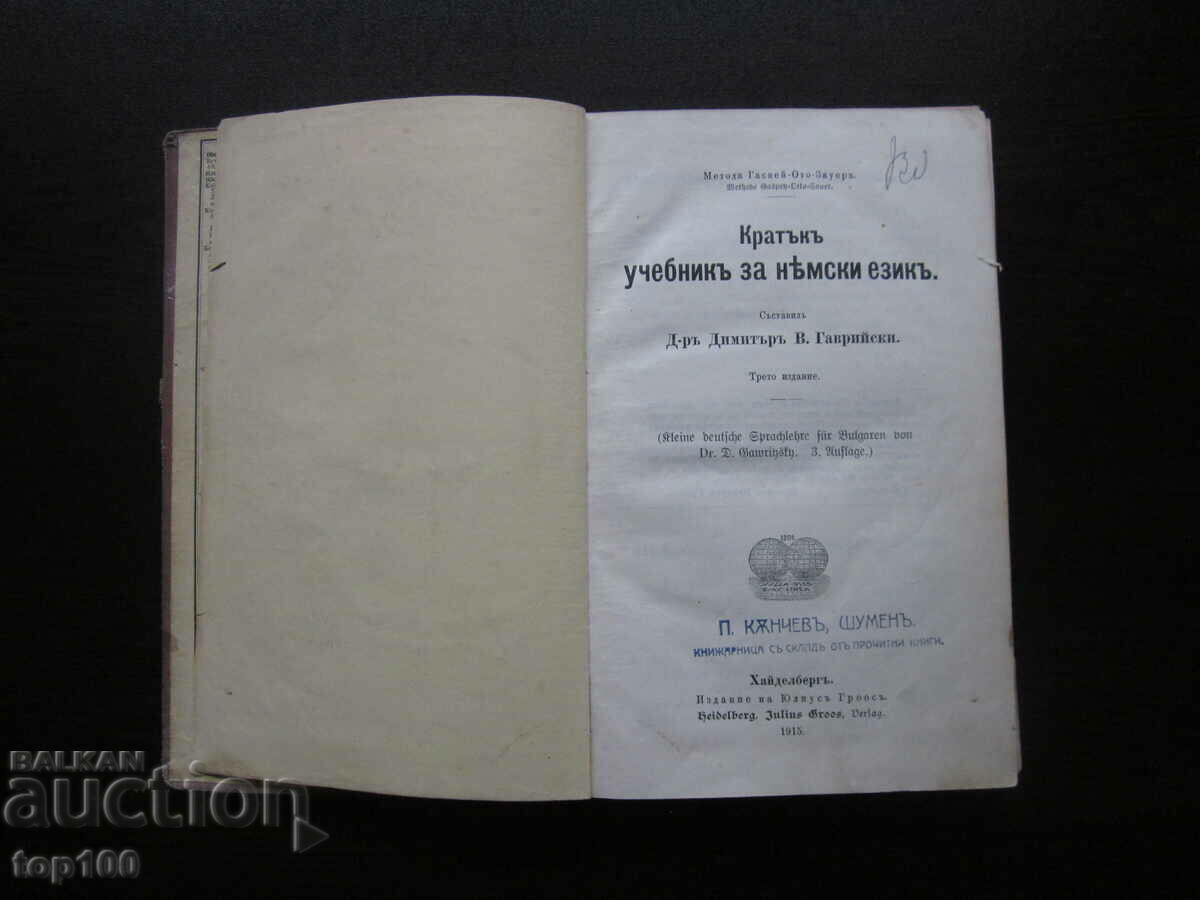 Метода Гаспей-Ото-Зауеръ.
Methode Gaspey-Otto-Sauer.
Кратъкъ
учебникъ за нѣмски езикъ.
Съставилъ
Д-ръ Димитъръ В. Гаврийски.
Трето издание.
(Kleine deutsche Sprachlehre für Bulgaren von
Dr. D. Gawriysky. 3. Auflage.)
П. КѪНЧЕВЪ, ШУМЕНЪ.
КНИЖАРНИЦА СЪ СКЛАДЪ ОТЪ ПРОЧИТНИ КНИГИ.
Хайделбергъ.
Издание на Юлиусъ Гроосъ.
Heidelberg. Julius Groos, Verlag.
1915.
BALKAN
auction
top100